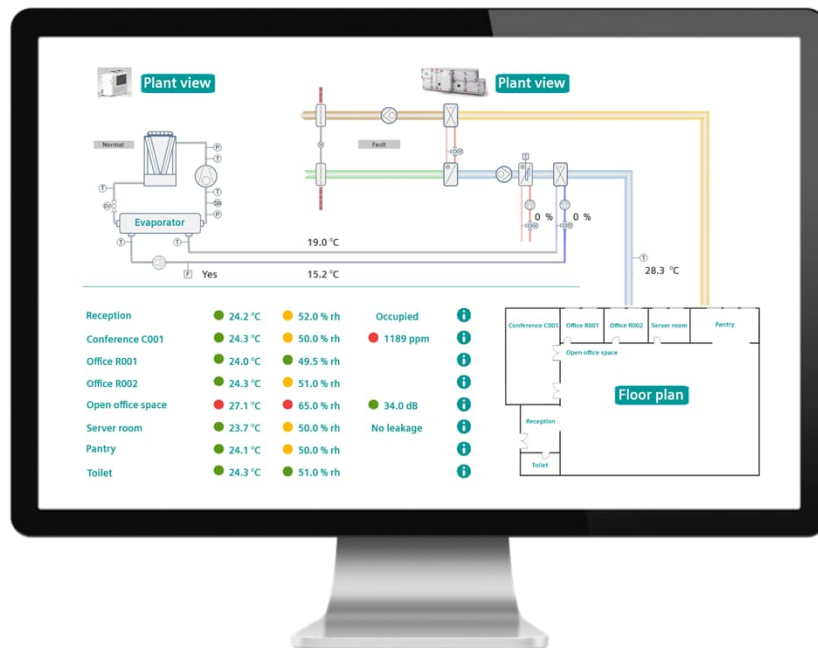 Plant view
Plant view
Normal
Fault
P
T
T
T
SH
P
EVI
Evaporator
T
T
T
M
M
0 %
0 %
M
M
19.0 °C
F
Yes
15.2 °C
T
28.3 °C
Reception 24.2 °C 52.0 % rh Occupied i
Conference C001 24.3 °C 50.0 % rh 1189 ppm i
Office R001 24.0 °C 49.5 % rh i
Office R002 24.3 °C 51.0 % rh i
Open office space 27.1 °C 65.0 % rh 34.0 dB i
Server room 23.7 °C 50.0 % rh No leakage i
Pantry 24.1 °C 50.0 % rh i
Toilet 24.3 °C 51.0 % rh i
Conference C001 Office R001 Office R002 Server room Pantry
Open office space
Floor plan
Reception
Toilet